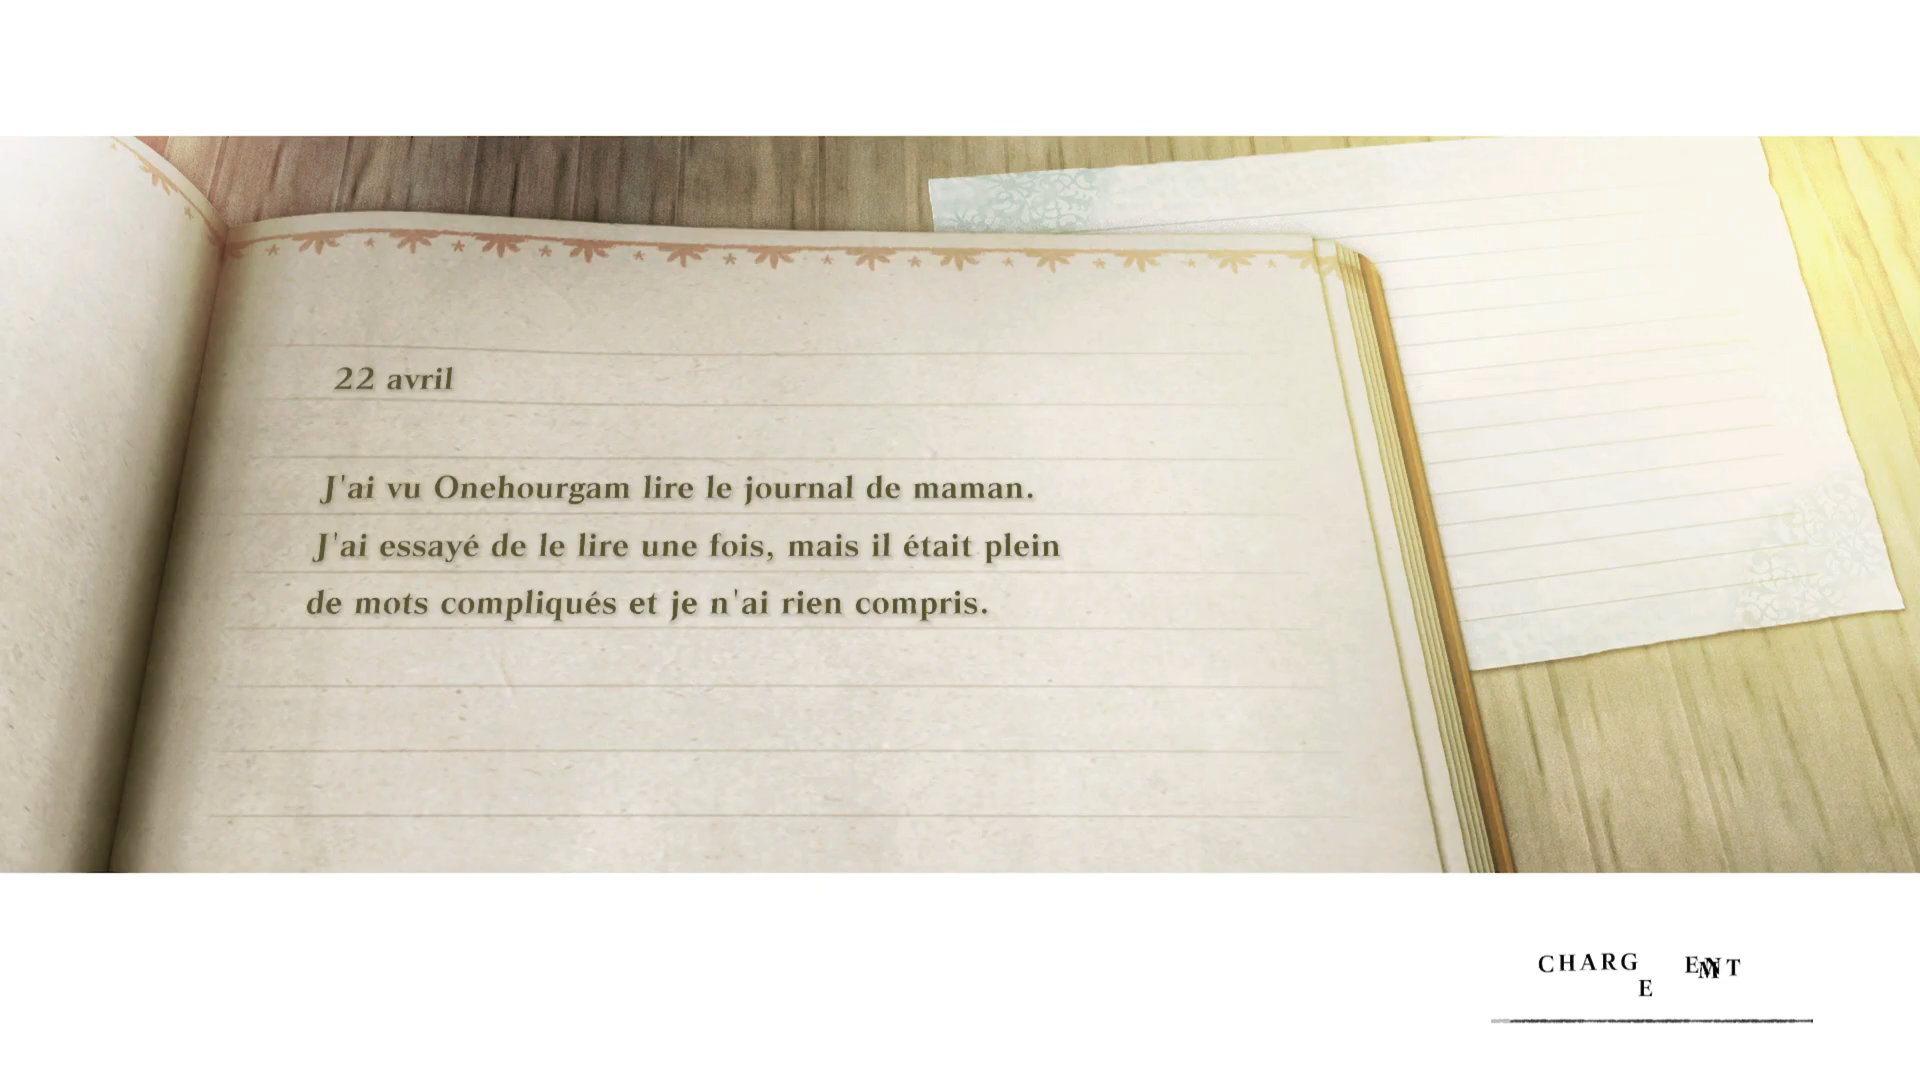 22 avril
J'ai vu Onehourgam lire le journal de maman.
J'ai essayé de le lire une fois, mais il était plein
de mots compliqués et je n'ai rien compris.
CHARGEMENT